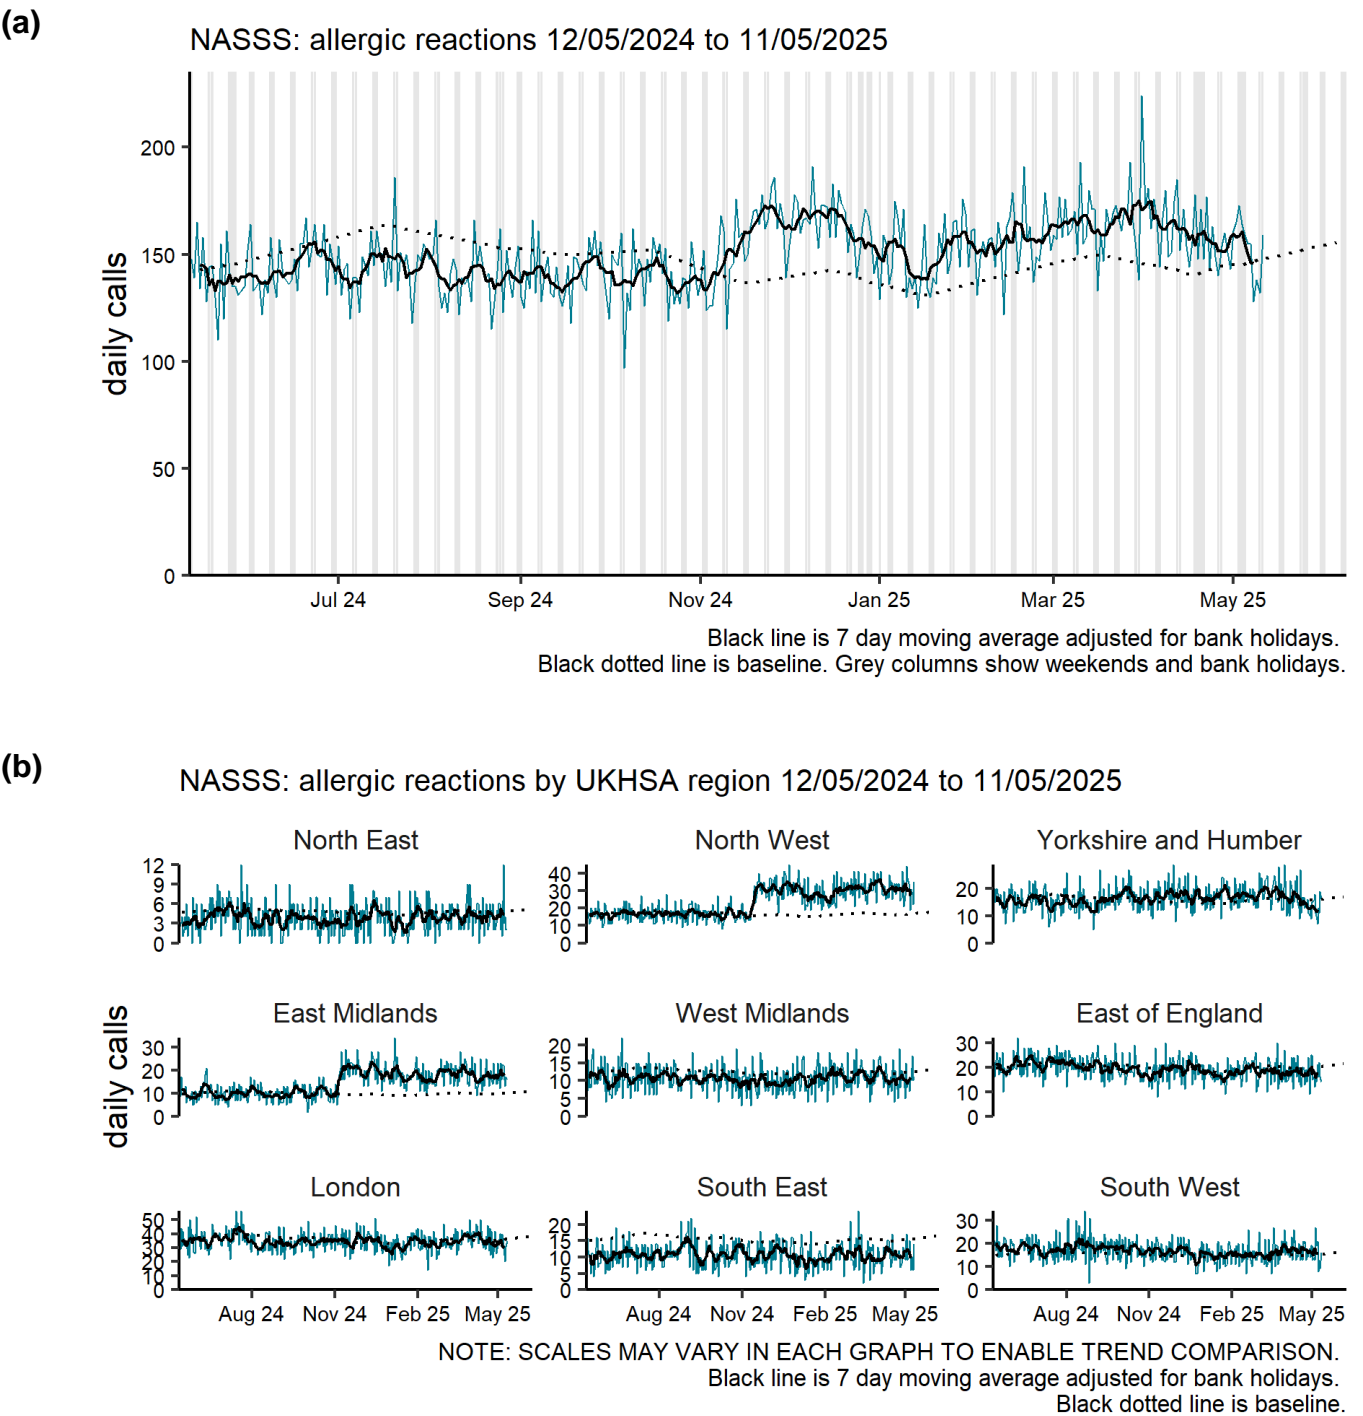 (a)
NASSS: allergic reactions 12/05/2024 to 11/05/2025
daily calls
200
150
100
50
0
Jul 24 Sep 24 Nov 24 Jan 25 Mar 25 May 25
Black line is 7 day moving average adjusted for bank holidays.
Black dotted line is baseline. Grey columns show weekends and bank holidays.
(b)
NASSS: allergic reactions by UKHSA region 12/05/2024 to 11/05/2025
daily calls
North East
12
9
6
3
0
North West
40
30
20
10
0
Yorkshire and Humber
20
10
0
East Midlands
30
20
10
0
West Midlands
20
15
10
5
0
East of England
30
20
10
0
London
50
40
30
20
10
0
Aug 24 Nov 24 Feb 25 May 25
South East
20
15
10
5
0
Aug 24 Nov 24 Feb 25 May 25
South West
30
20
10
0
Aug 24 Nov 24 Feb 25 May 25
NOTE: SCALES MAY VARY IN EACH GRAPH TO ENABLE TREND COMPARISON.
Black line is 7 day moving average adjusted for bank holidays.
Black dotted line is baseline.